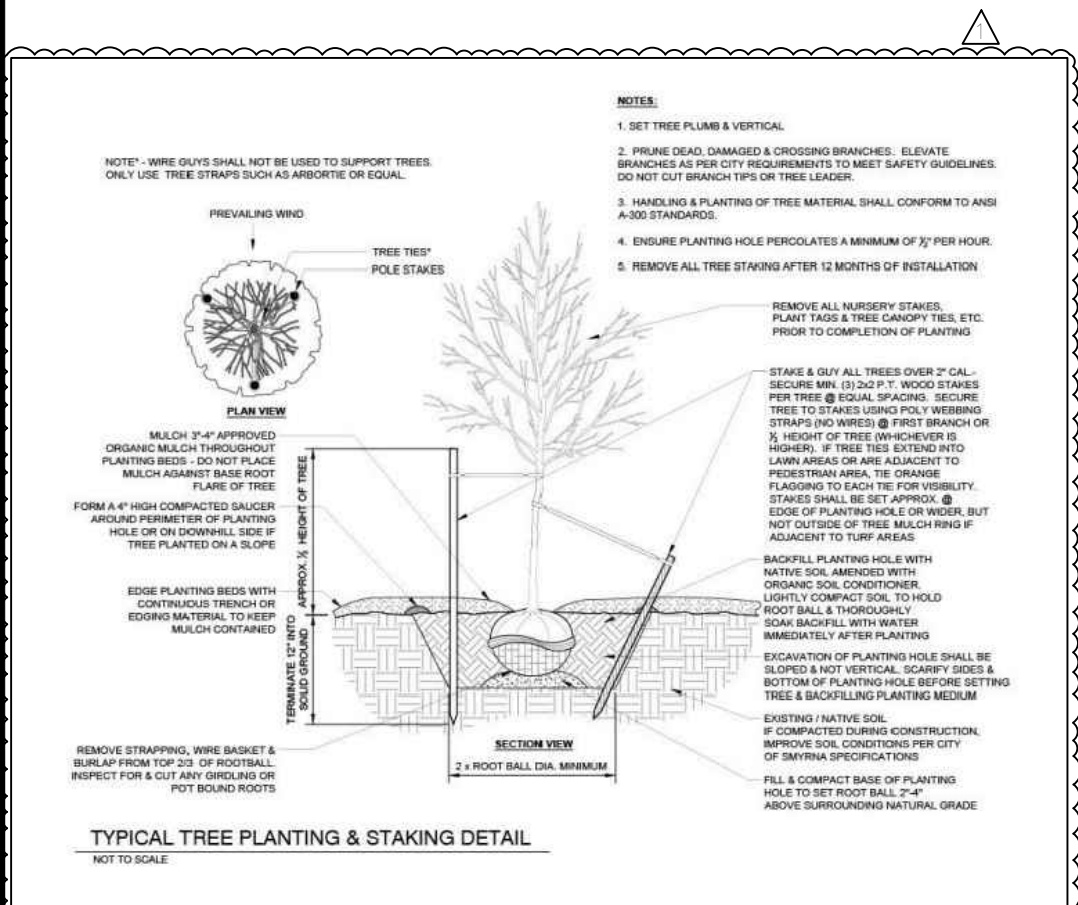 1
NOTES:
1. SET TREE PLUMB & VERTICAL
2. PRUNE DEAD, DAMAGED & CROSSING BRANCHES. ELEVATE
BRANCHES AS PER CITY REQUIREMENTS TO MEET SAFETY GUIDELINES.
DO NOT CUT BRANCH TIPS OR TREE LEADER.
3. HANDLING & PLANTING OF TREE MATERIAL SHALL CONFORM TO ANSI
A-300 STANDARDS.
4. ENSURE PLANTING HOLE PERCOLATES A MINIMUM OF ½" PER HOUR.
5. REMOVE ALL TREE STAKING AFTER 12 MONTHS OF INSTALLATION
NOTE* - WIRE GUYS SHALL NOT BE USED TO SUPPORT TREES.
ONLY USE TREE STRAPS SUCH AS ARBORTIE OR EQUAL.
PREVAILING WIND
TREE TIES*
POLE STAKES
PLAN VIEW
MULCH 3"-4" APPROVED
ORGANIC MULCH THROUGHOUT
PLANTING BEDS - DO NOT PLACE
MULCH AGAINST BASE ROOT
FLARE OF TREE
FORM A 4" HIGH COMPACTED SAUCER
AROUND PERIMETER OF PLANTING
HOLE OR ON DOWNHILL SIDE IF
TREE PLANTED ON A SLOPE
EDGE PLANTING BEDS WITH
CONTINUOUS TRENCH OR
EDGING MATERIAL TO KEEP
MULCH CONTAINED
REMOVE STRAPPING, WIRE BASKET &
BURLAP FROM TOP 2/3 OF ROOTBALL.
INSPECT FOR & CUT ANY GIRDLING OR
POT BOUND ROOTS
APPROX. HEIGHT OF TREE
TERMINATE 12" INTO
SOLID GROUND
SECTION VIEW
2 x ROOT BALL DIA. MINIMUM
REMOVE ALL NURSERY STAKES,
PLANT TAGS & TREE CANOPY TIES, ETC.
PRIOR TO COMPLETION OF PLANTING
STAKE & GUY ALL TREES OVER 2" CAL.-
SECURE MIN. (3) 2x2 P.T. WOOD STAKES
PER TREE @ EQUAL SPACING. SECURE
TREE TO STAKES USING POLY WEBBING
STRAPS (NO WIRES) @ FIRST BRANCH OR
HEIGHT OF TREE (WHICHEVER IS
HIGHER). IF TREE TIES EXTEND INTO
LAWN AREAS OR ARE ADJACENT TO
PEDESTRIAN AREA, TIE ORANGE
FLAGGING TO EACH TIE FOR VISIBILITY.
STAKES SHALL BE SET APPROX. @
EDGE OF PLANTING HOLE OR WIDER, BUT
NOT OUTSIDE OF TREE MULCH RING IF
ADJACENT TO TURF AREAS
BACKFILL PLANTING HOLE WITH
NATIVE SOIL AMENDED WITH
ORGANIC SOIL CONDITIONER.
LIGHTLY COMPACT SOIL TO HOLD
ROOT BALL & THOROUGHLY
SOAK BACKFILL WITH WATER
IMMEDIATELY AFTER PLANTING
EXCAVATION OF PLANTING HOLE SHALL BE
SLOPED & NOT VERTICAL. SCARIFY SIDES &
BOTTOM OF PLANTING HOLE BEFORE SETTING
TREE & BACKFILLING PLANTING MEDIUM
EXISTING / NATIVE SOIL
IF COMPACTED DURING CONSTRUCTION,
IMPROVE SOIL CONDITIONS PER CITY
OF SMYRNA SPECIFICATIONS
FILL & COMPACT BASE OF PLANTING
HOLE TO SET ROOT BALL 2"-4"
ABOVE SURROUNDING NATURAL GRADE
TYPICAL TREE PLANTING & STAKING DETAIL
NOT TO SCALE